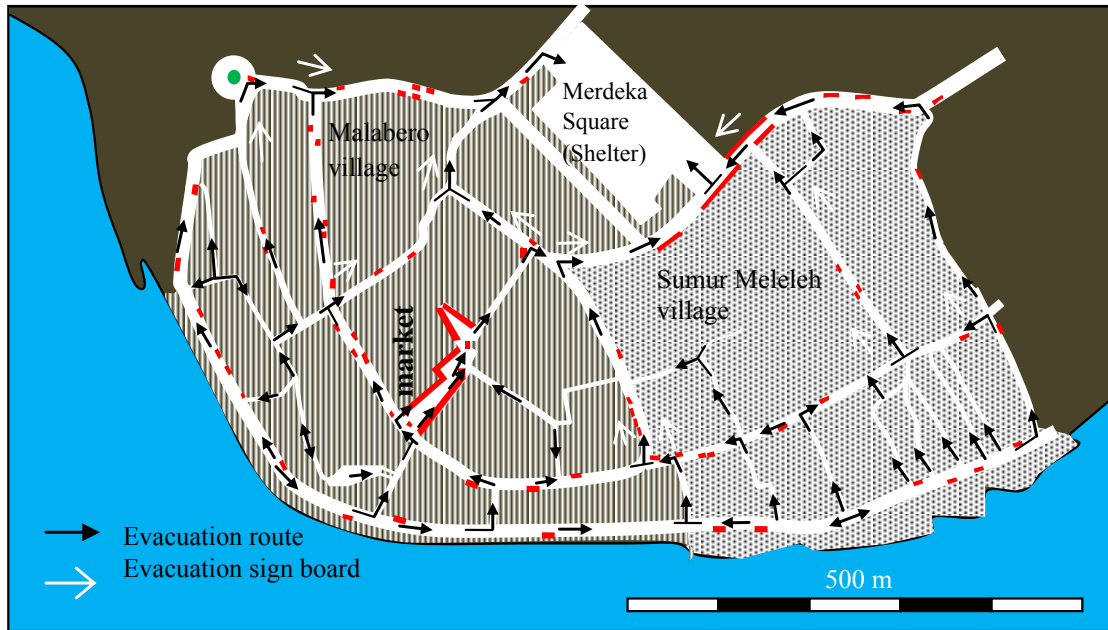 Malabero
village
Merdeka
Square
(Shelter)
Sumur Meleleh
village
market
Evacuation route
Evacuation sign board
500 m